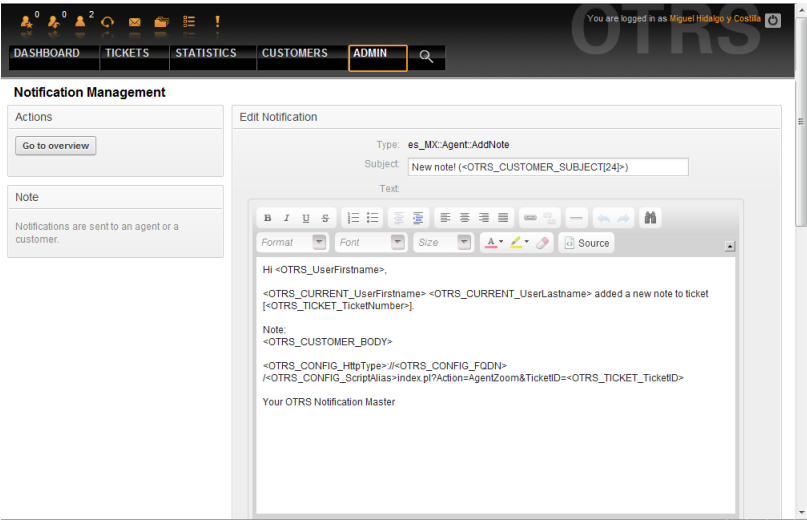 OTRS
You are logged in as Miguel Hidalgo y Costilla
0 0 2
DASHBOARD TICKETS STATISTICS CUSTOMERS ADMIN
Notification Management
Actions
Go to overview
Note
Notifications are sent to an agent or a
customer.
Edit Notification
Type: es_MX::Agent::AddNote
Subject: New note! (<OTRS_CUSTOMER_SUBJECT[24]>)
Text:
B I U S
Format Font Size A Source
Hi <OTRS_UserFirstname>,
<OTRS_CURRENT_UserFirstname> <OTRS_CURRENT_UserLastname> added a new note to ticket
[<OTRS_TICKET_TicketNumber>].
Note:
<OTRS_CUSTOMER_BODY>
<OTRS_CONFIG_HttpType>://<OTRS_CONFIG_FQDN>
/<OTRS_CONFIG_ScriptAlias>index.pl?Action=AgentZoom&TicketID=<OTRS_TICKET_TicketID>
Your OTRS Notification Master